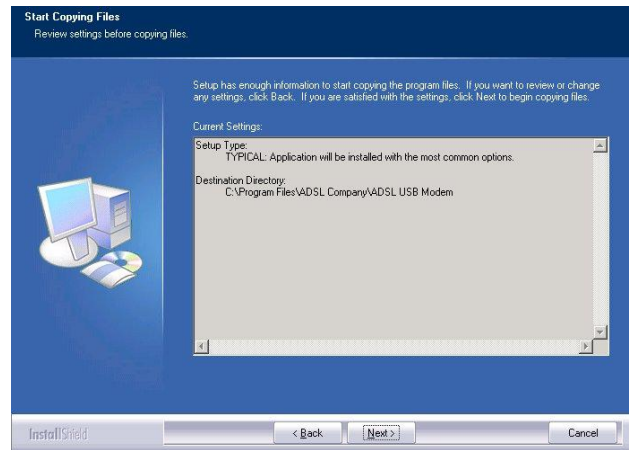 Start Copying Files
Review settings before copying files.
Setup has enough information to start copying the program files. If you want to review or change
any settings, click Back. If you are satisfied with the settings, click Next to begin copying files.
Current Settings:
Setup Type:
TYPICAL: Application will be installed with the most common options.
Destination Directory:
C:\Program Files\ADSL Company\ADSL USB Modem
InstallShield
< Back
Next >
Cancel